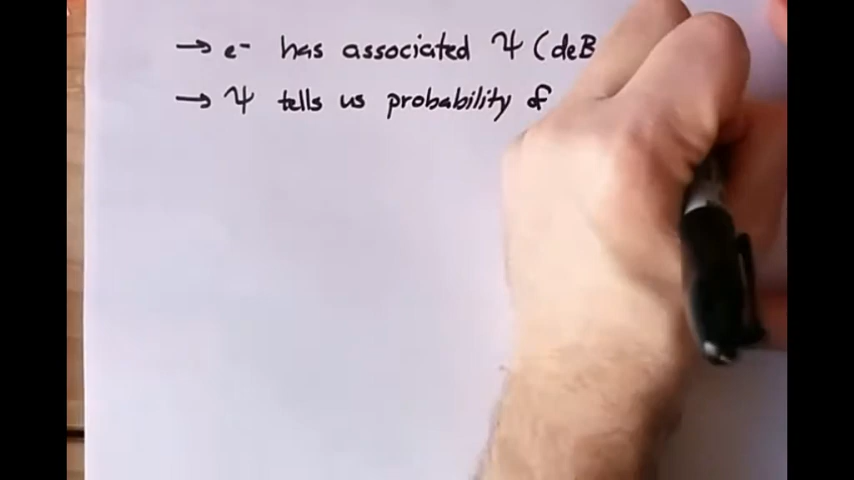 → e⁻ has associated Ψ (deB
→ Ψ tells us probability of